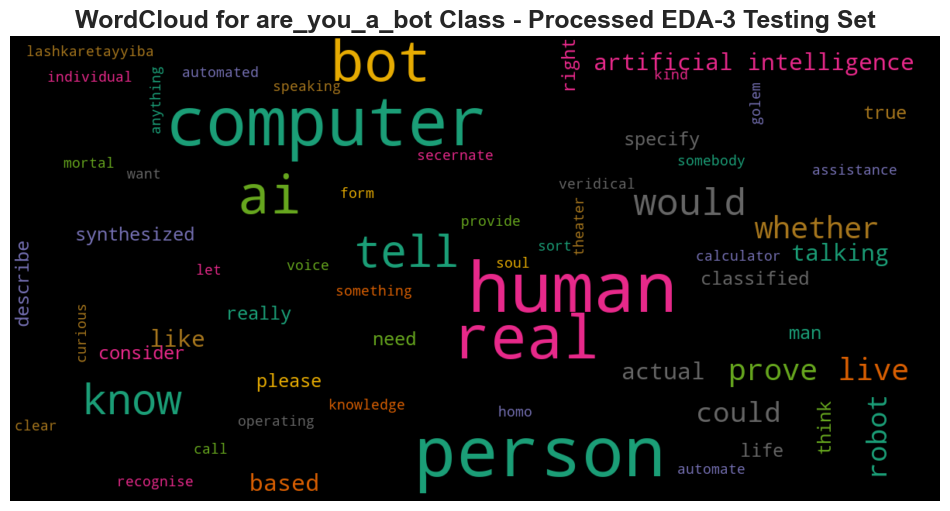 WordCloud for are_you_a_bot Class - Processed EDA-3 Testing Set
lashkaretayyiba
bot
right
artificial intelligence
individual
automated
kind
anything
speaking
golem
computer
true
specify
secernate
somebody
mortal
want
assistance
ai
form
veridical
would
theater
provide
whether
synthesized
tell
sort
talking
describe
let
voice
soul
calculator
human
classified
something
curious
really
real
like
need
man
consider
please
actual
prove
live
know
knowledge
homo
could
think
robot
clear
operating
person
call
life
automate
recognise
based